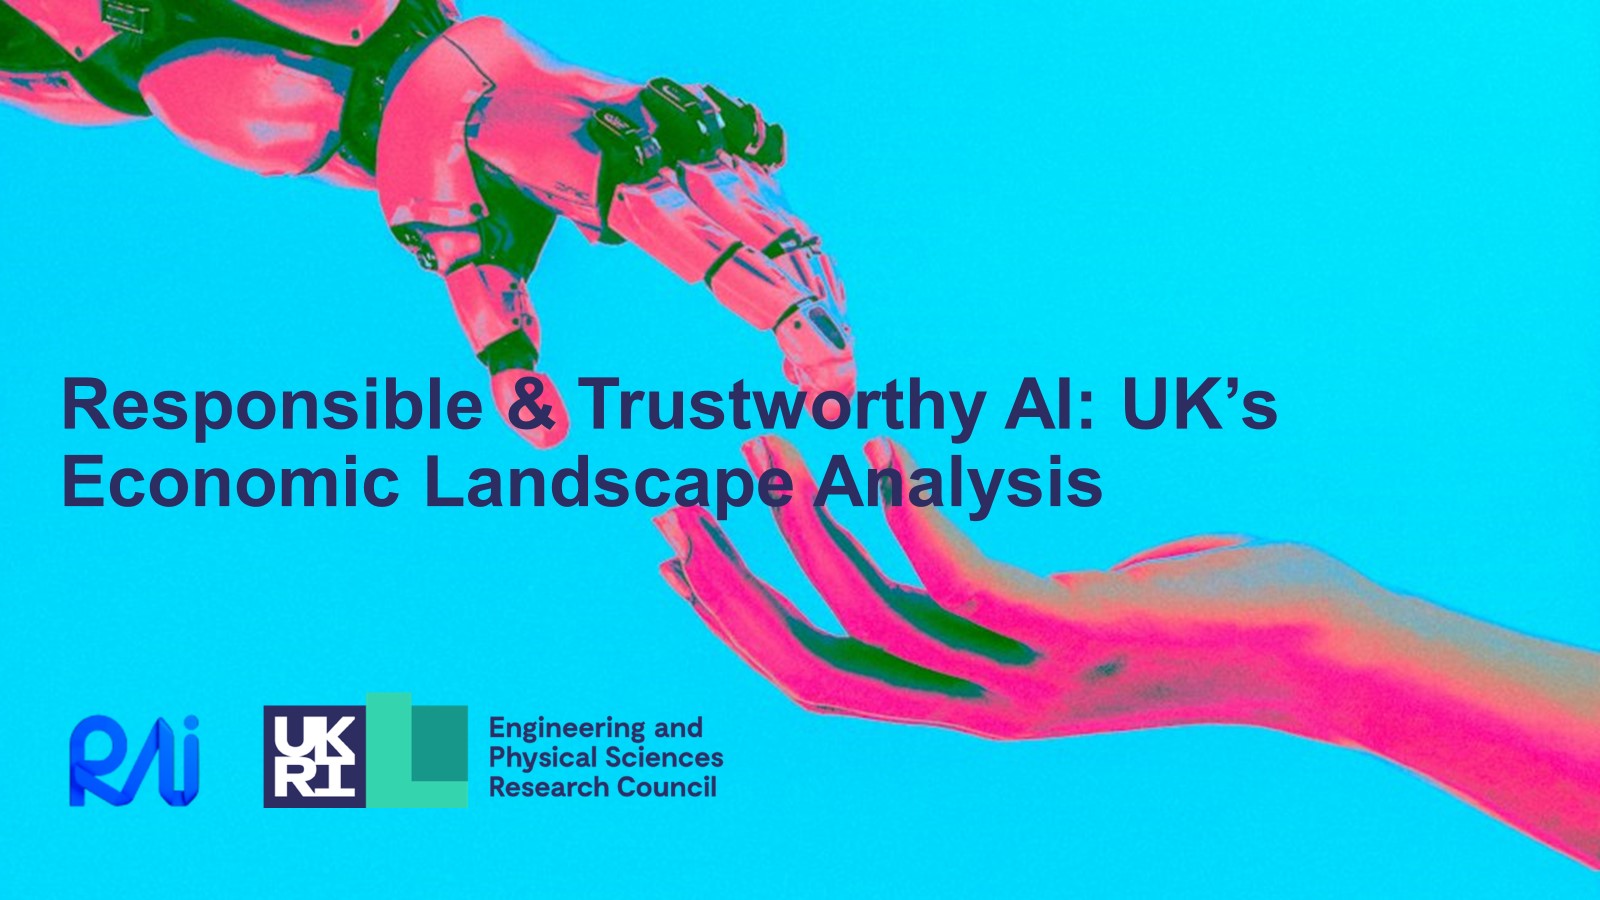 Responsible & Trustworthy AI: UK’s
Economic Landscape Analysis
RAi
UK
RI
Engineering and
Physical Sciences
Research Council